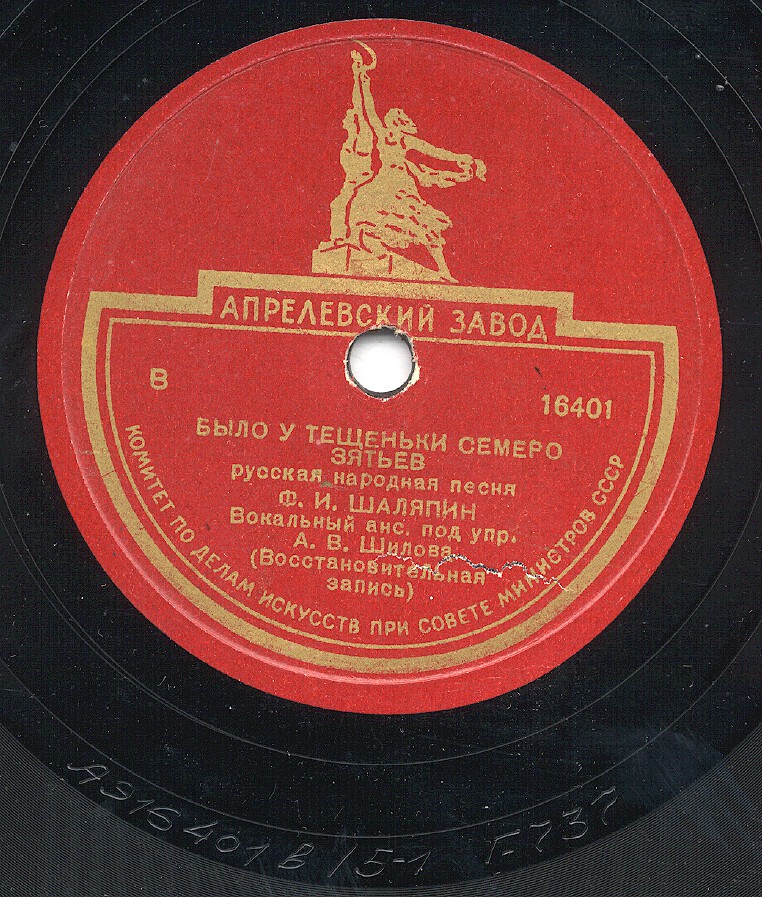 АПРЕЛЕВСКИЙ ЗАВОД
В
16401
БЫЛО У ТЕЩЕНЬКИ СЕМЕРО
ЗЯТЬЕВ
русская народная песня
Ф. И. ШАЛЯПИН
Вокальный анс. под упр.
А. В. Шилова
(Восстановительная
запись)
КОМИТЕТ ПО ДЕЛАМ ИСКУССТВ ПРИ СОВЕТЕ МИНИСТРОВ СССР
А916401 В /5-1 Г-737